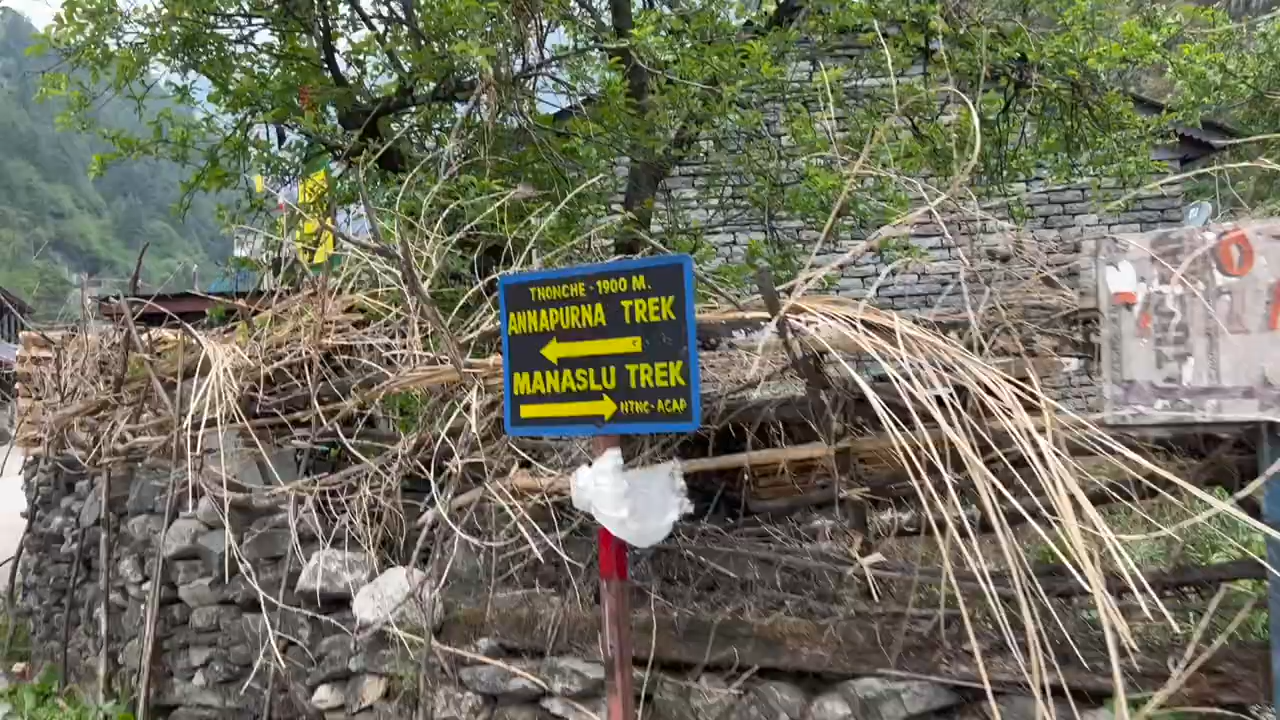 THONCHE - 1900 M.
ANNAPURNA TREK
MANASLU TREK
NTNC-ACAP